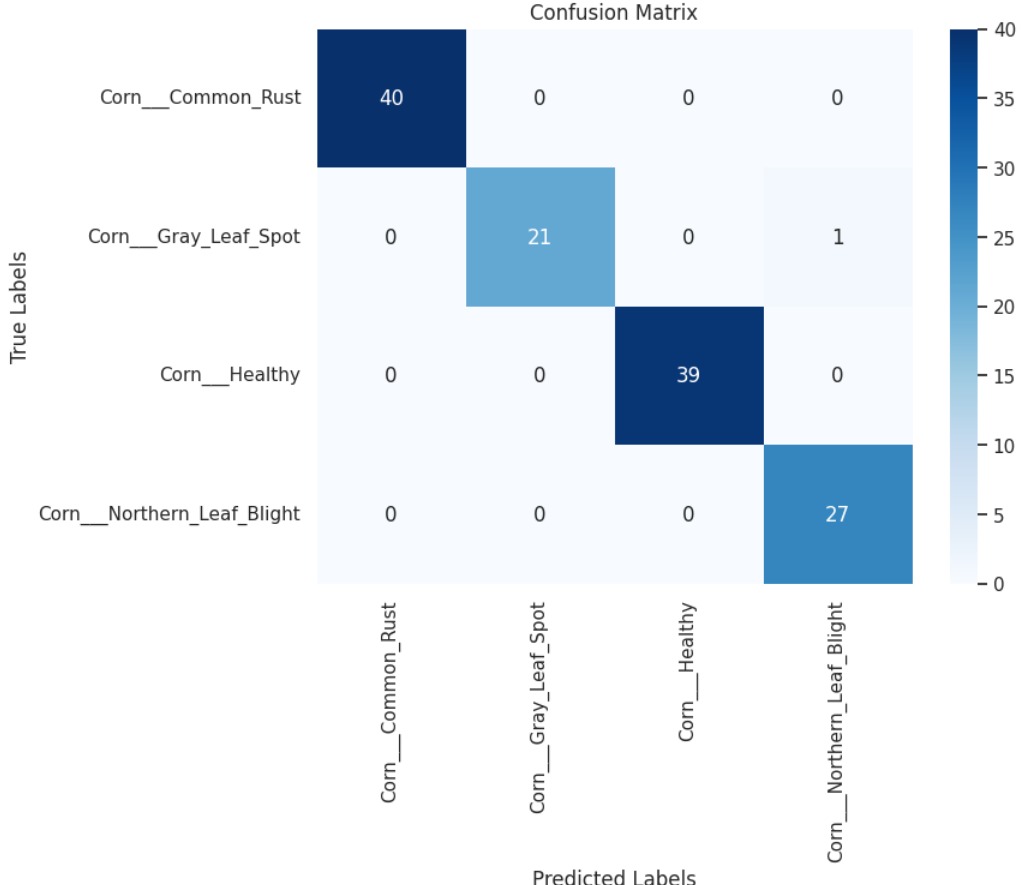 Confusion Matrix
True Labels
Corn___Common_Rust 40 0 0 0
Corn___Gray_Leaf_Spot 0 21 0 1
Corn___Healthy 0 0 39 0
Corn___Northern_Leaf_Blight 0 0 0 27
Corn___Common_Rust
Corn___Gray_Leaf_Spot
Corn___Healthy
Corn___Northern_Leaf_Blight
Predicted Labels
40
35
30
25
20
15
10
5
0